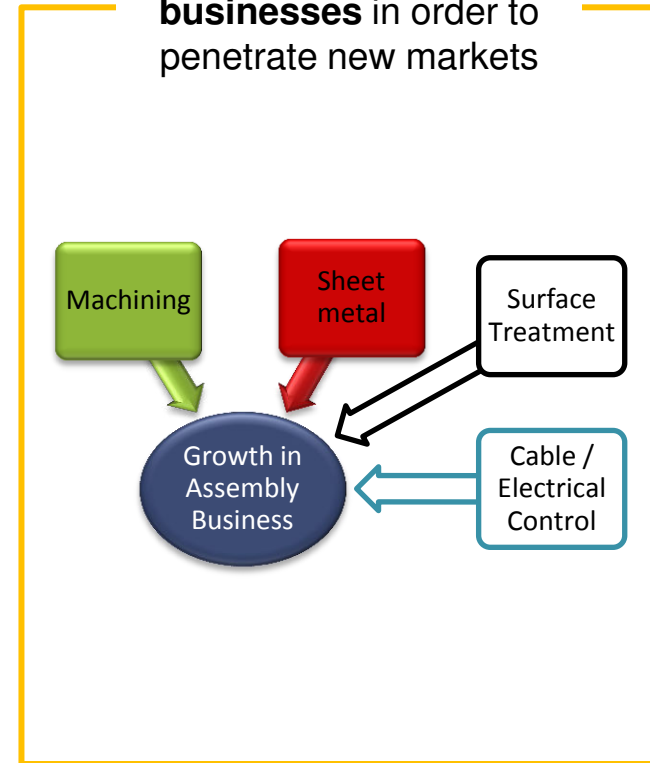 businesses in order to
penetrate new markets
Machining
Sheet
metal
Surface
Treatment
Growth in
Assembly
Business
Cable /
Electrical
Control